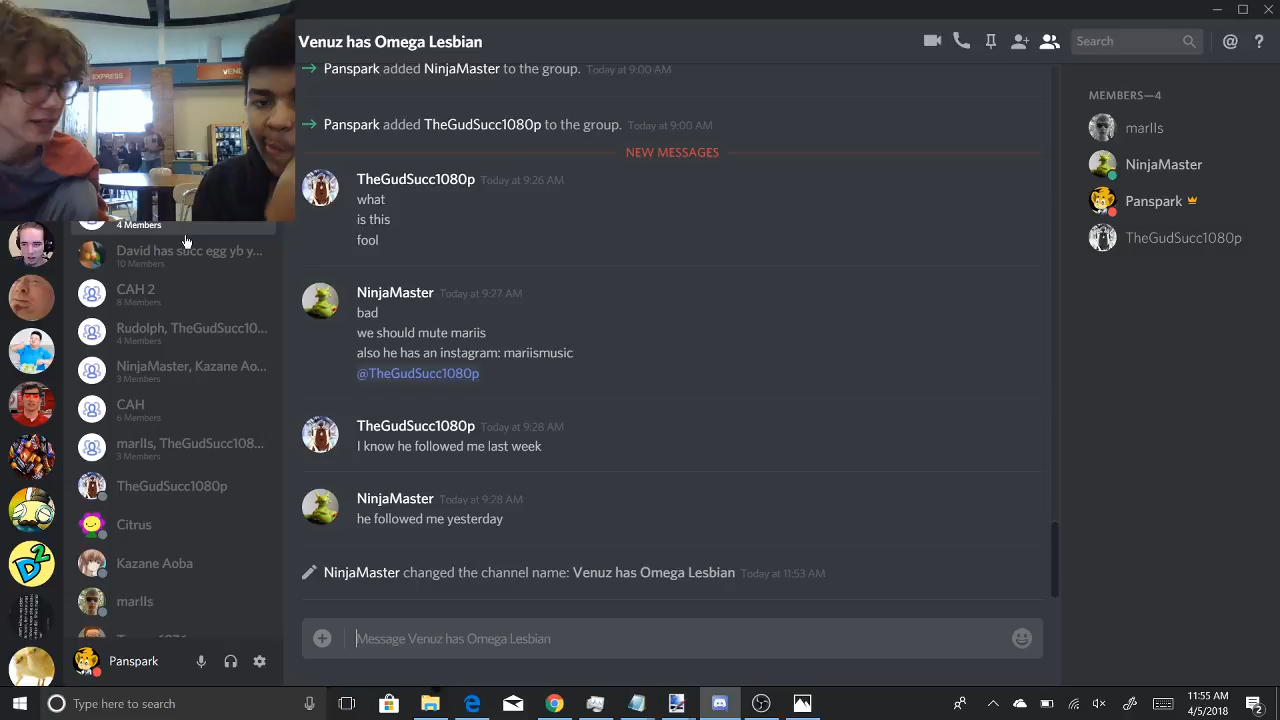 EXPRESS
VEND
Venuz has Omega Lesbian
Search
Panspark added NinjaMaster to the group. Today at 9:00 AM
Panspark added TheGudSucc1080p to the group. Today at 9:00 AM
NEW MESSAGES
TheGudSucc1080p Today at 9:26 AM
what
is this
fool
NinjaMaster Today at 9:27 AM
bad
we should mute mariis
also he has an instagram: mariismusic
@TheGudSucc1080p
TheGudSucc1080p Today at 9:28 AM
I know he followed me last week
NinjaMaster Today at 9:28 AM
he followed me yesterday
NinjaMaster changed the channel name: Venuz has Omega Lesbian Today at 11:53 AM
Message Venuz has Omega Lesbian
MEMBERS—4
marIIs
NinjaMaster
Panspark
TheGudSucc1080p
4 Members
David has succ egg yb y...
10 Members
CAH 2
8 Members
Rudolph, TheGudSucc10...
4 Members
NinjaMaster, Kazane Ao...
3 Members
CAH
6 Members
marIIs, TheGudSucc108...
3 Members
TheGudSucc1080p
Citrus
Kazane Aoba
marIIs
Panspark
D2
Type here to search
11:55 AM
4/5/2018
2